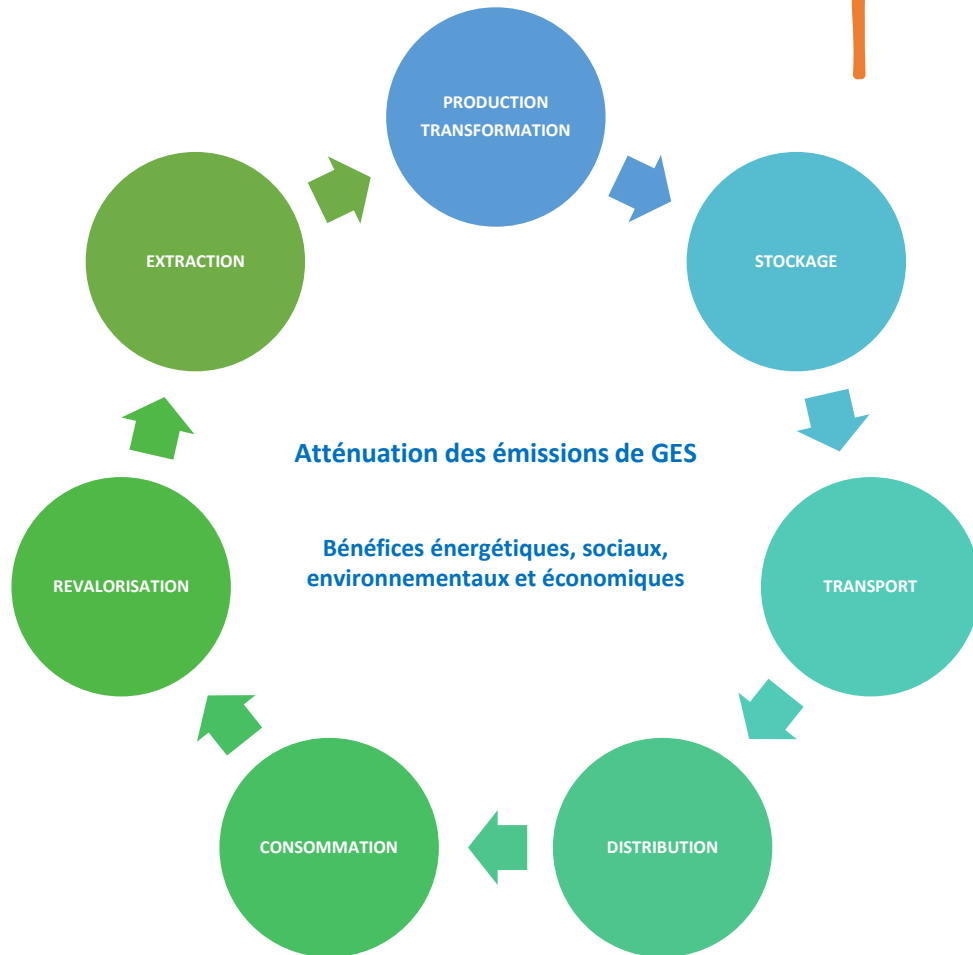 PRODUCTION
TRANSFORMATION
STOCKAGE
TRANSPORT
DISTRIBUTION
CONSOMMATION
REVALORISATION
EXTRACTION
Atténuation des émissions de GES
Bénéfices énergétiques, sociaux,
environnementaux et économiques